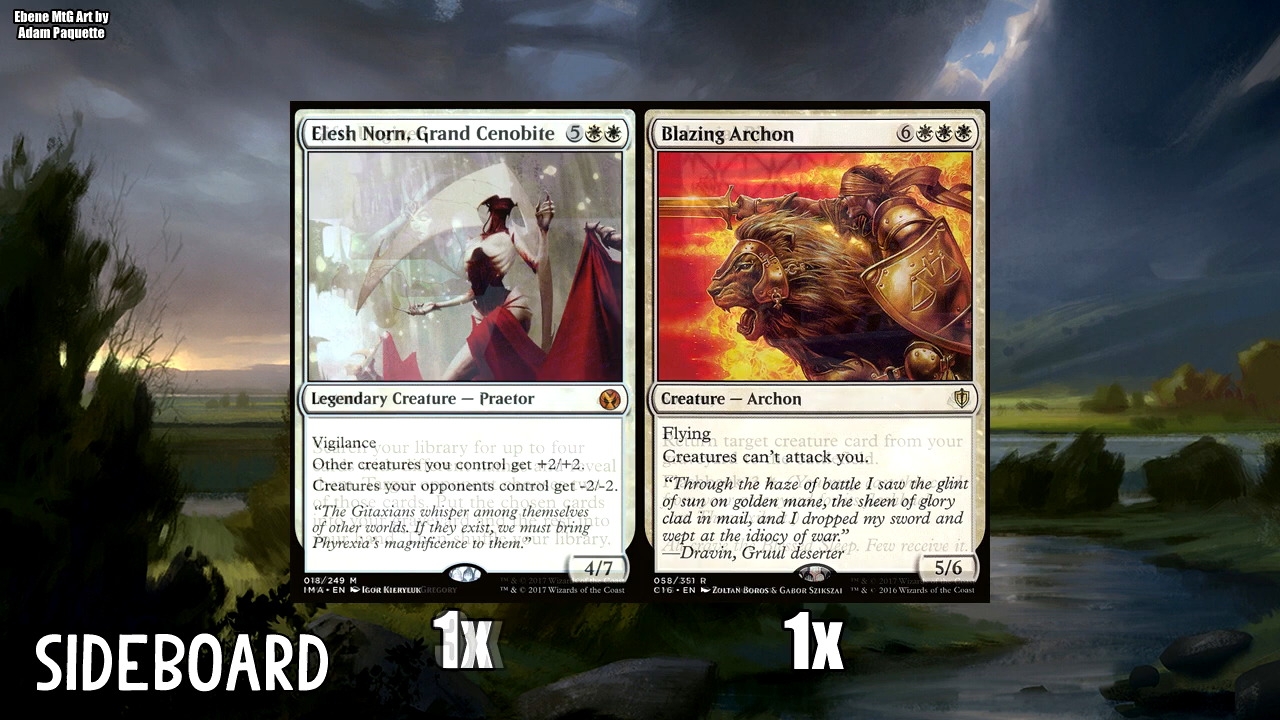 Ebene MtG Art by
Adam Paquette
Elesh Norn, Grand Cenobite 5
Legendary Creature — Praetor
Vigilance
Other creatures you control get +2/+2.
Creatures your opponents control get -2/-2.
“The Gitaxians whisper among themselves
of other worlds. If they exist, we must bring
Phyrexia’s magnificence to them.”
4/7
018/249 M
IMA • EN Igor Kieryluk
™ & © 2017 Wizards of the Coast
Blazing Archon 6
Creature — Archon
Flying
Creatures can’t attack you.
“Through the haze of battle I saw the glint
of sun on golden mane, the sheen of glory
clad in mail, and I dropped my sword and
wept at the idiocy of war.”
—Dravin, Gruul deserter
5/6
058/351 R
C16 • EN Zoltan Boros & Gabor Szikszai
™ & © 2016 Wizards of the Coast
1x
1x
SIDEBOARD